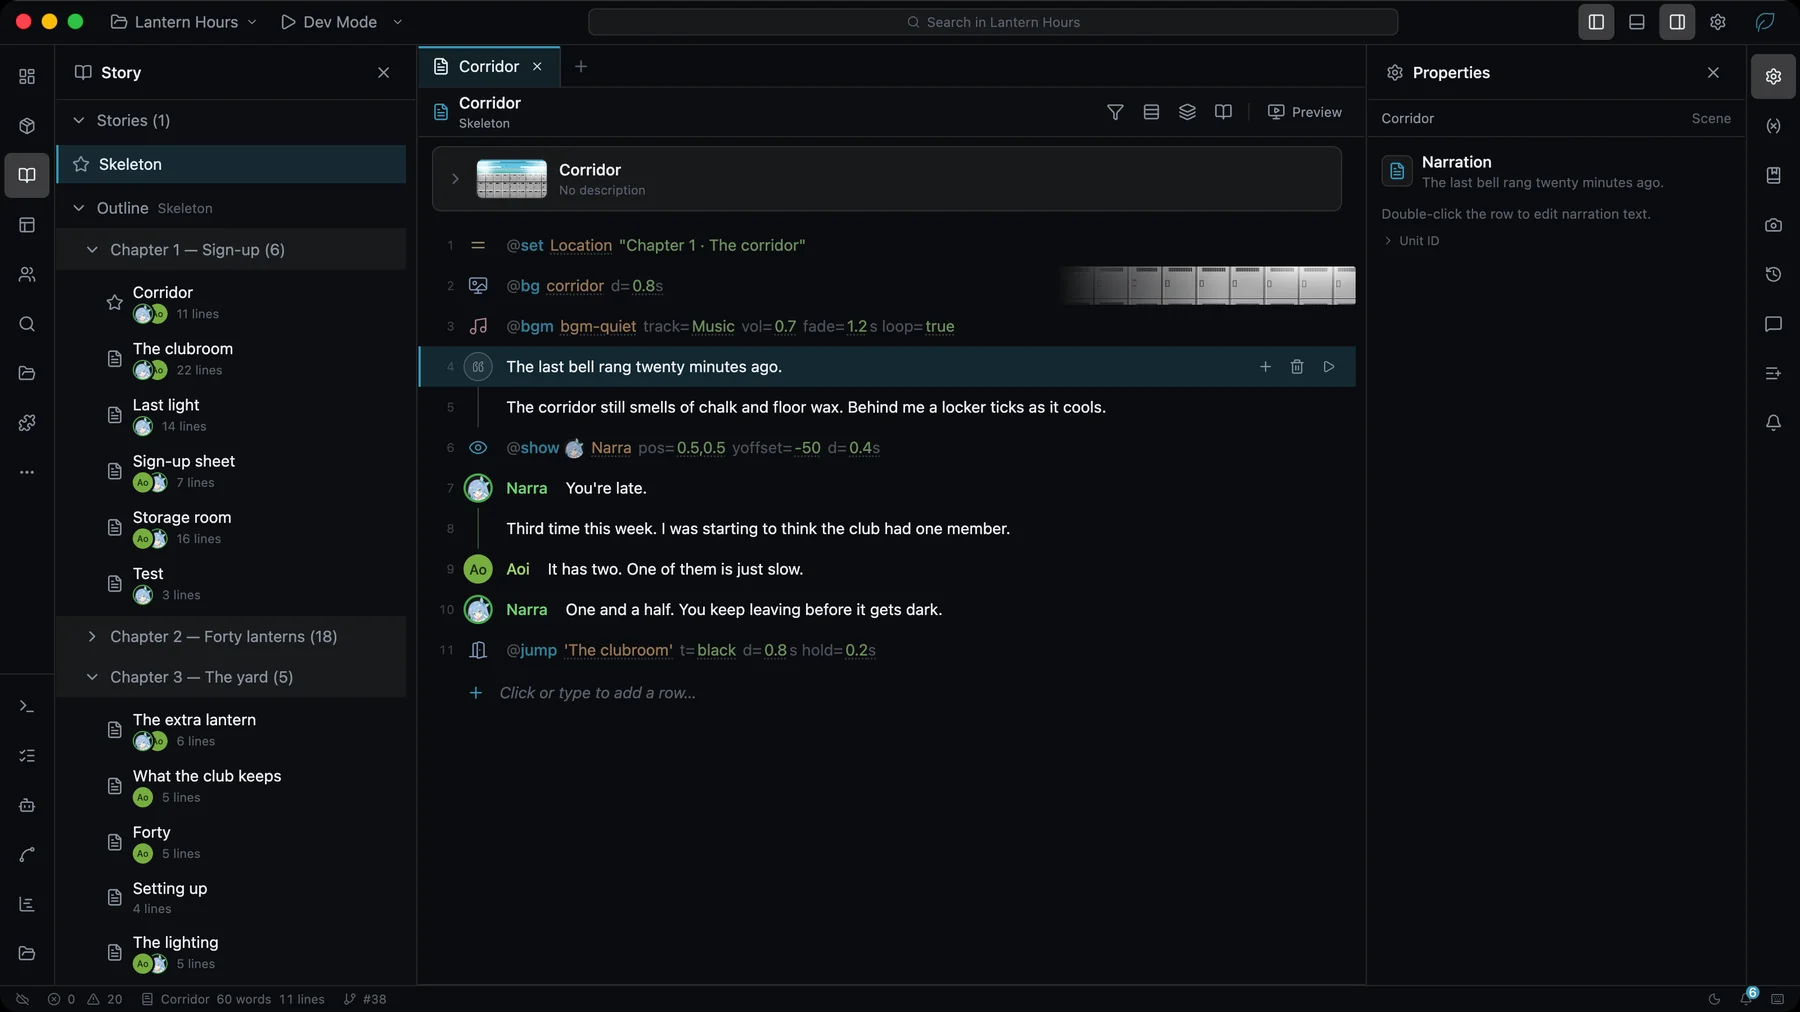 Lantern Hours
Dev Mode
Search in Lantern Hours
Story
Stories (1)
Skeleton
Outline Skeleton
Chapter 1 — Sign-up (6)
Corridor
Ao 11 lines
The clubroom
Ao 22 lines
Last light
14 lines
Sign-up sheet
Ao 7 lines
Storage room
Ao 16 lines
Test
3 lines
Chapter 2 — Forty lanterns (18)
Chapter 3 — The yard (5)
The extra lantern
Ao 6 lines
What the club keeps
Ao 5 lines
Forty
Ao 5 lines
Setting up
4 lines
The lighting
Ao 5 lines
Corridor
Corridor
Skeleton
Preview
Corridor
No description
1 @set Location "Chapter 1 · The corridor"
2 @bg corridor d=0.8s
3 @bgm bgm-quiet track=Music vol=0.7 fade=1.2s loop=true
4 The last bell rang twenty minutes ago.
5 The corridor still smells of chalk and floor wax. Behind me a locker ticks as it cools.
6 @show Narra pos=0.5,0.5 yoffset=-50 d=0.4s
7 Narra You're late.
8 Third time this week. I was starting to think the club had one member.
9 Ao Aoi It has two. One of them is just slow.
10 Narra One and a half. You keep leaving before it gets dark.
11 @jump 'The clubroom' t=black d=0.8s hold=0.2s
Click or type to add a row...
Properties
Corridor Scene
Narration
The last bell rang twenty minutes ago.
Double-click the row to edit narration text.
Unit ID
0 20 Corridor 60 words 11 lines #38
6